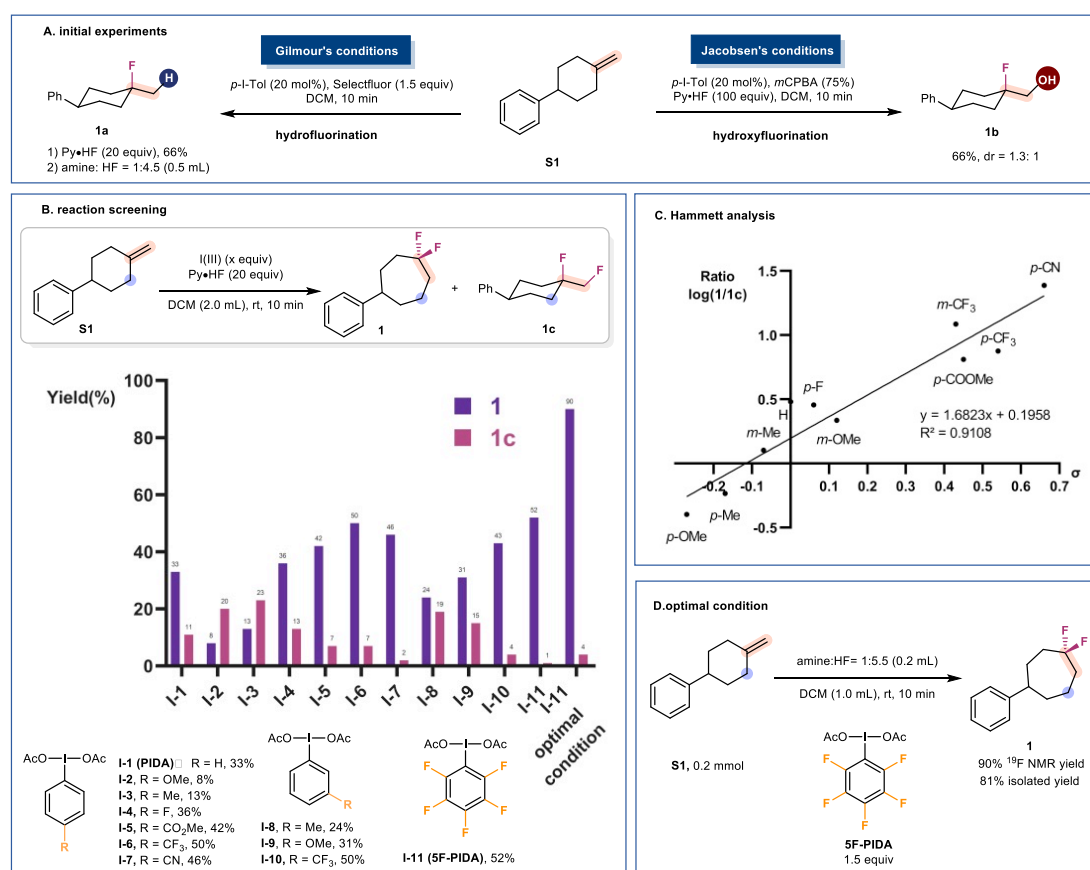 A. initial experiments
Gilmour's conditions
Jacobsen's conditions
F
H
Ph
1a
1) Py•HF (20 equiv), 66%
2) amine: HF = 1:4.5 (0.5 mL)
p-I-Tol (20 mol%), Selectfluor (1.5 equiv)
DCM, 10 min
hydrofluorination
S1
p-I-Tol (20 mol%), mCPBA (75%)
Py•HF (100 equiv), DCM, 10 min
hydroxyfluorination
F
OH
Ph
1b
66%, dr = 1.3: 1
B. reaction screening
S1
I(III) (x equiv)
Py•HF (20 equiv)
DCM (2.0 mL), rt, 10 min
F
F
1
+
F
F
Ph
1c
Yield(%)
100
80
60
40
20
0
1
1c
33
11
8
20
13
23
36
13
42
7
50
7
46
2
24
19
31
15
43
4
52
1
90
4
I-1
I-2
I-3
I-4
I-5
I-6
I-7
I-8
I-9
I-10
I-11
I-11
optimal
condition
AcO—I—OAc
R
I-1 (PIDA) R = H, 33%
I-2, R = OMe, 8%
I-3, R = Me, 13%
I-4, R = F, 36%
I-5, R = CO2Me, 42%
I-6, R = CF3, 50%
I-7, R = CN, 46%
AcO—I—OAc
R
I-8, R = Me, 24%
I-9, R = OMe, 31%
I-10, R = CF3, 50%
AcO—I—OAc
F
F
F
F
F
I-11 (5F-PIDA), 52%
C. Hammett analysis
Ratio
log(1/1c)
1.5
1.0
0.5
-0.5
-0.2
-0.1
0.1
0.2
0.3
0.4
0.5
0.6
0.7
σ
p-CN
m-CF3
p-CF3
p-COOMe
p-F
H
m-OMe
m-Me
p-Me
p-OMe
y = 1.6823x + 0.1958
R² = 0.9108
D.optimal condition
S1, 0.2 mmol
amine:HF= 1:5.5 (0.2 mL)
DCM (1.0 mL), rt, 10 min
AcO—I—OAc
F
F
F
F
F
5F-PIDA
1.5 equiv
F
F
1
90% 19F NMR yield
81% isolated yield